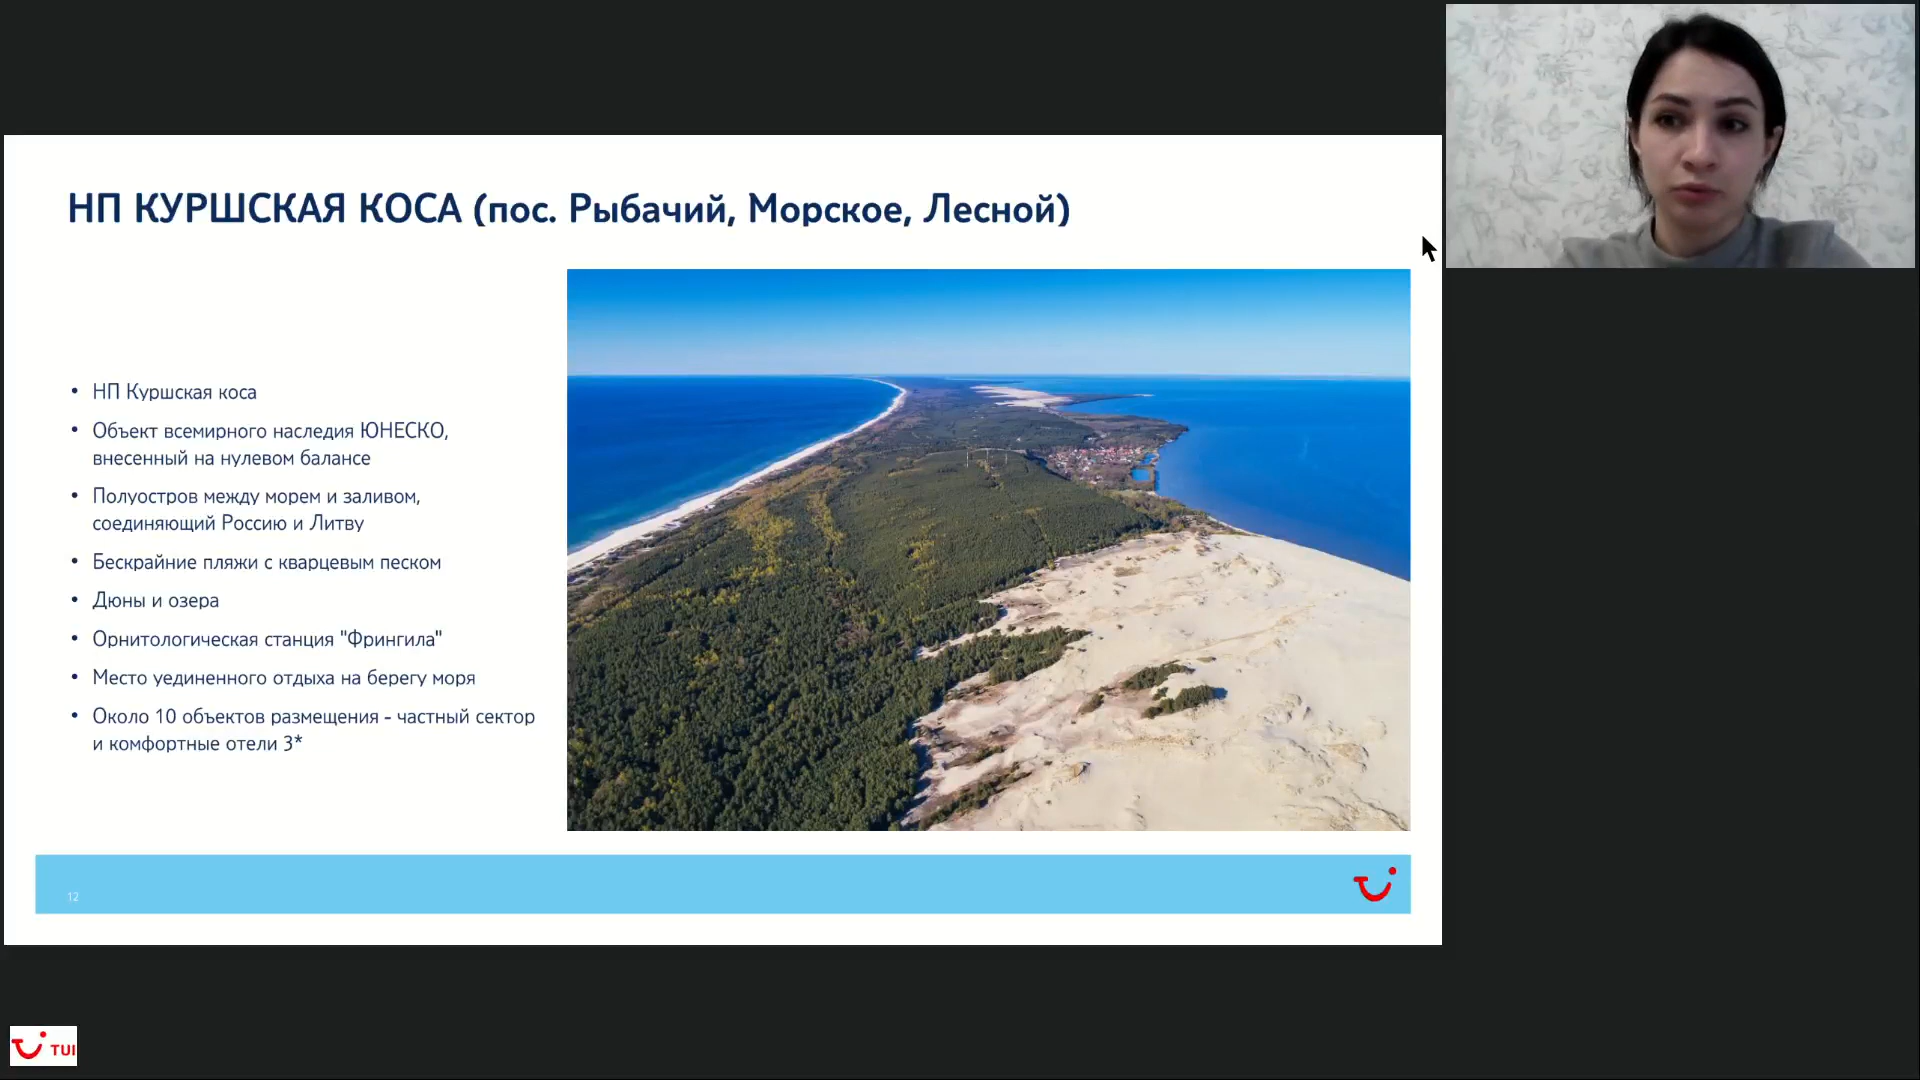 НП КУРШСКАЯ КОСА (пос. Рыбачий, Морское, Лесной)
• НП Куршская коса
• Объект всемирного наследия ЮНЕСКО,
внесенный на нулевом балансе
• Полуостров между морем и заливом,
соединяющий Россию и Литву
• Бескрайние пляжи с кварцевым песком
• Дюны и озера
• Орнитологическая станция "Фрингила"
• Место уединенного отдыха на берегу моря
• Около 10 объектов размещения - частный сектор
и комфортные отели 3*
12
TUI